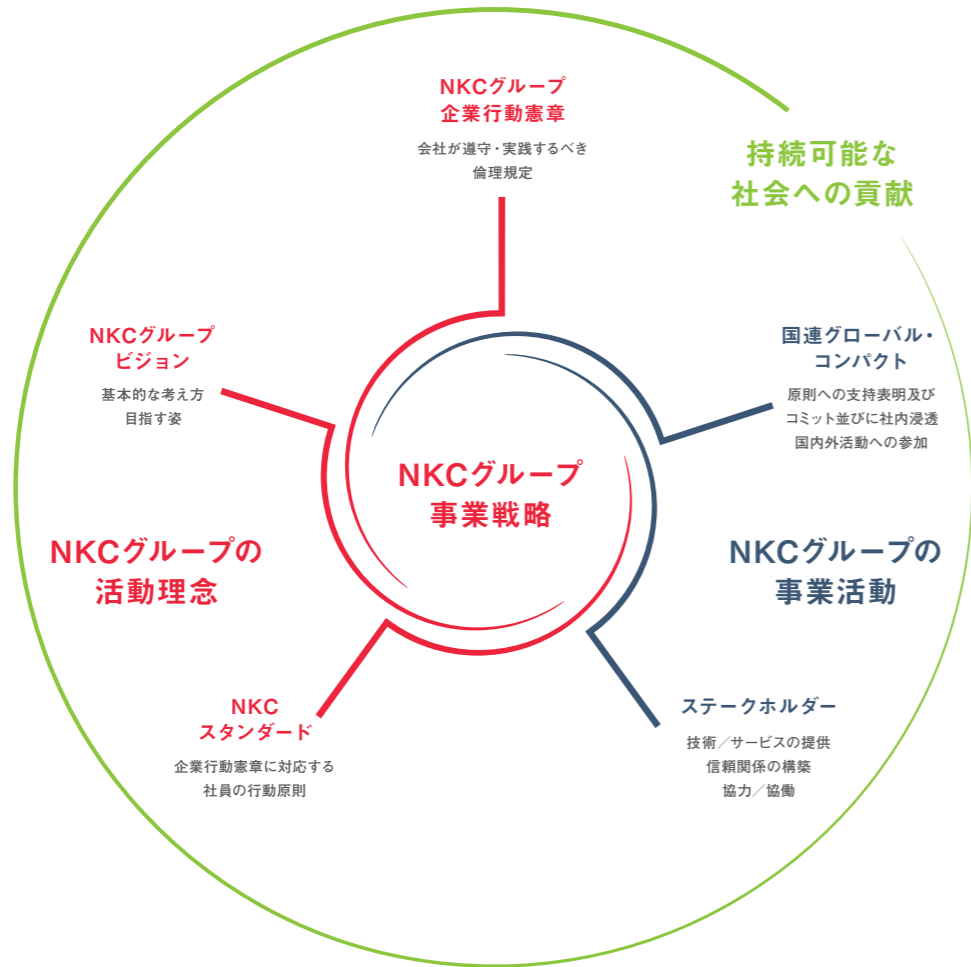 NKCグループ
企業行動憲章
会社が遵守・実践するべき
倫理規定
持続可能な
社会への貢献
NKCグループ
ビジョン
基本的な考え方
目指す姿
国連グローバル・
コンパクト
原則への支持表明及び
コミット並びに社内浸透
国内外活動への参加
NKCグループ
事業戦略
NKCグループの
活動理念
NKCグループの
事業活動
NKC
スタンダード
企業行動憲章に対応する
社員の行動原則
ステークホルダー
技術／サービスの提供
信頼関係の構築
協力／協働